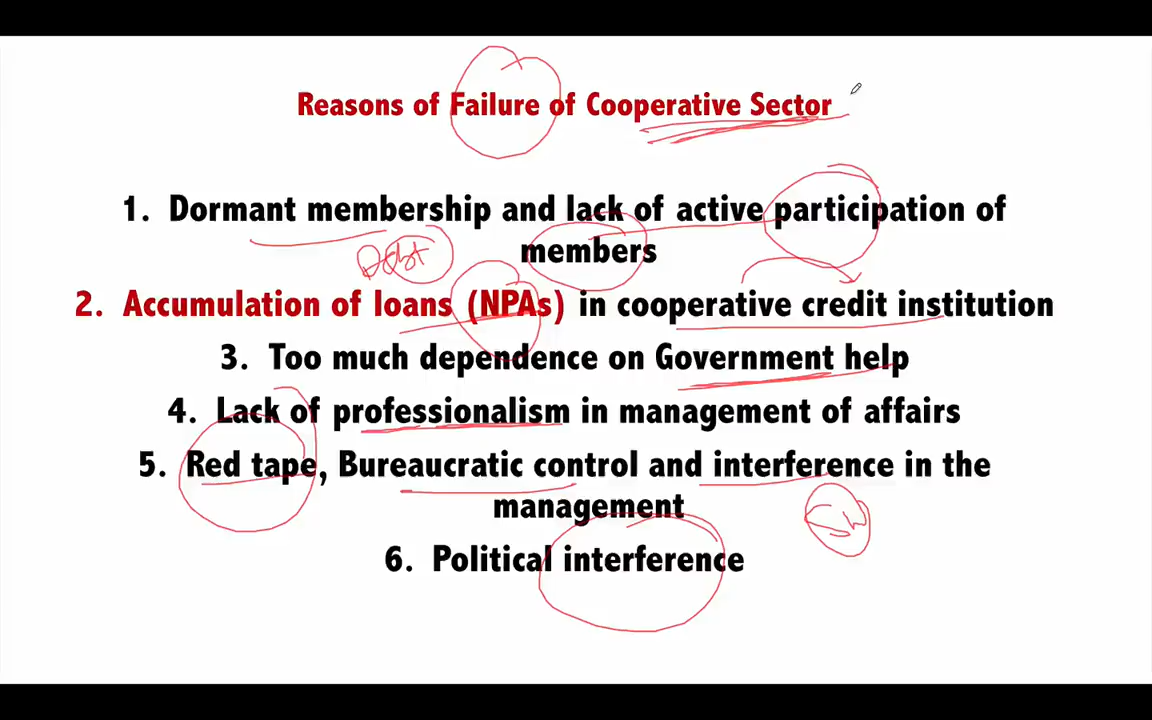 Reasons of Failure of Cooperative Sector
1. Dormant membership and lack of active participation of
members
Debt
2. Accumulation of loans (NPAs) in cooperative credit institution
3. Too much dependence on Government help
4. Lack of professionalism in management of affairs
5. Red tape, Bureaucratic control and interference in the
management
6. Political interference